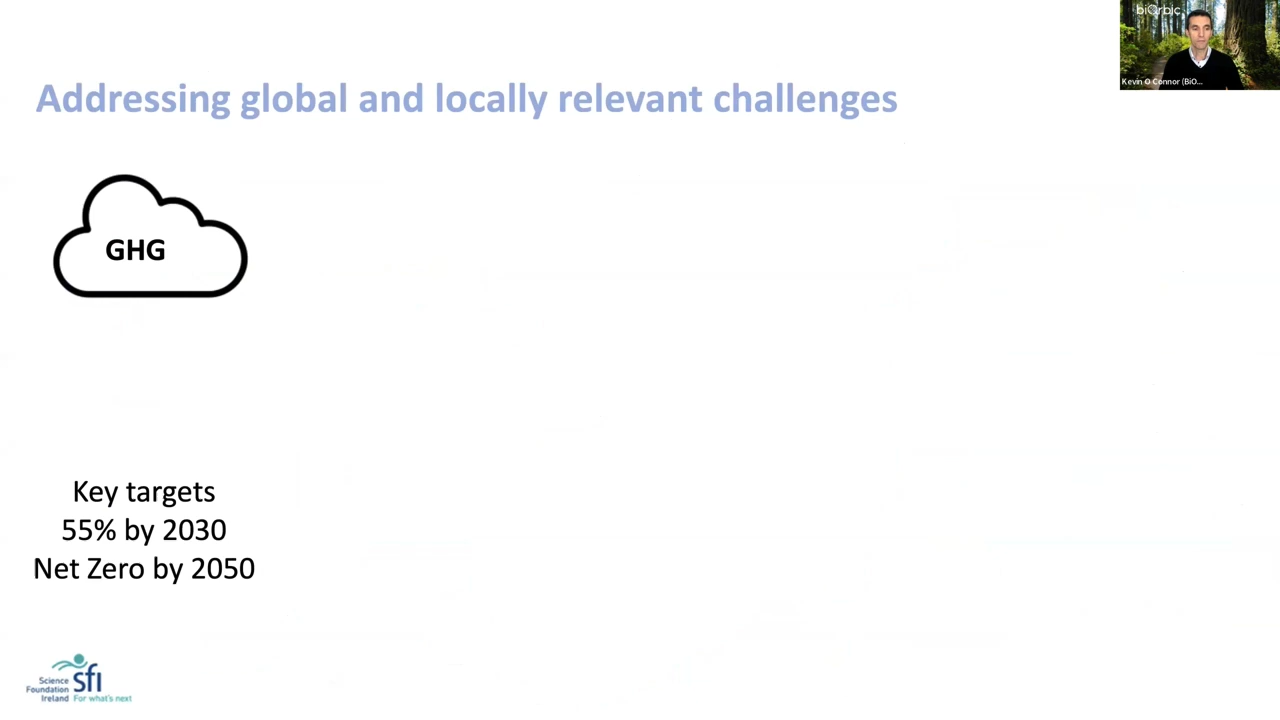 biOrbic
Kevin O Connor (BiO...
Addressing global and locally relevant challenges
GHG
Key targets
55% by 2030
Net Zero by 2050
Science
Foundation
Ireland
sfi
For what's next